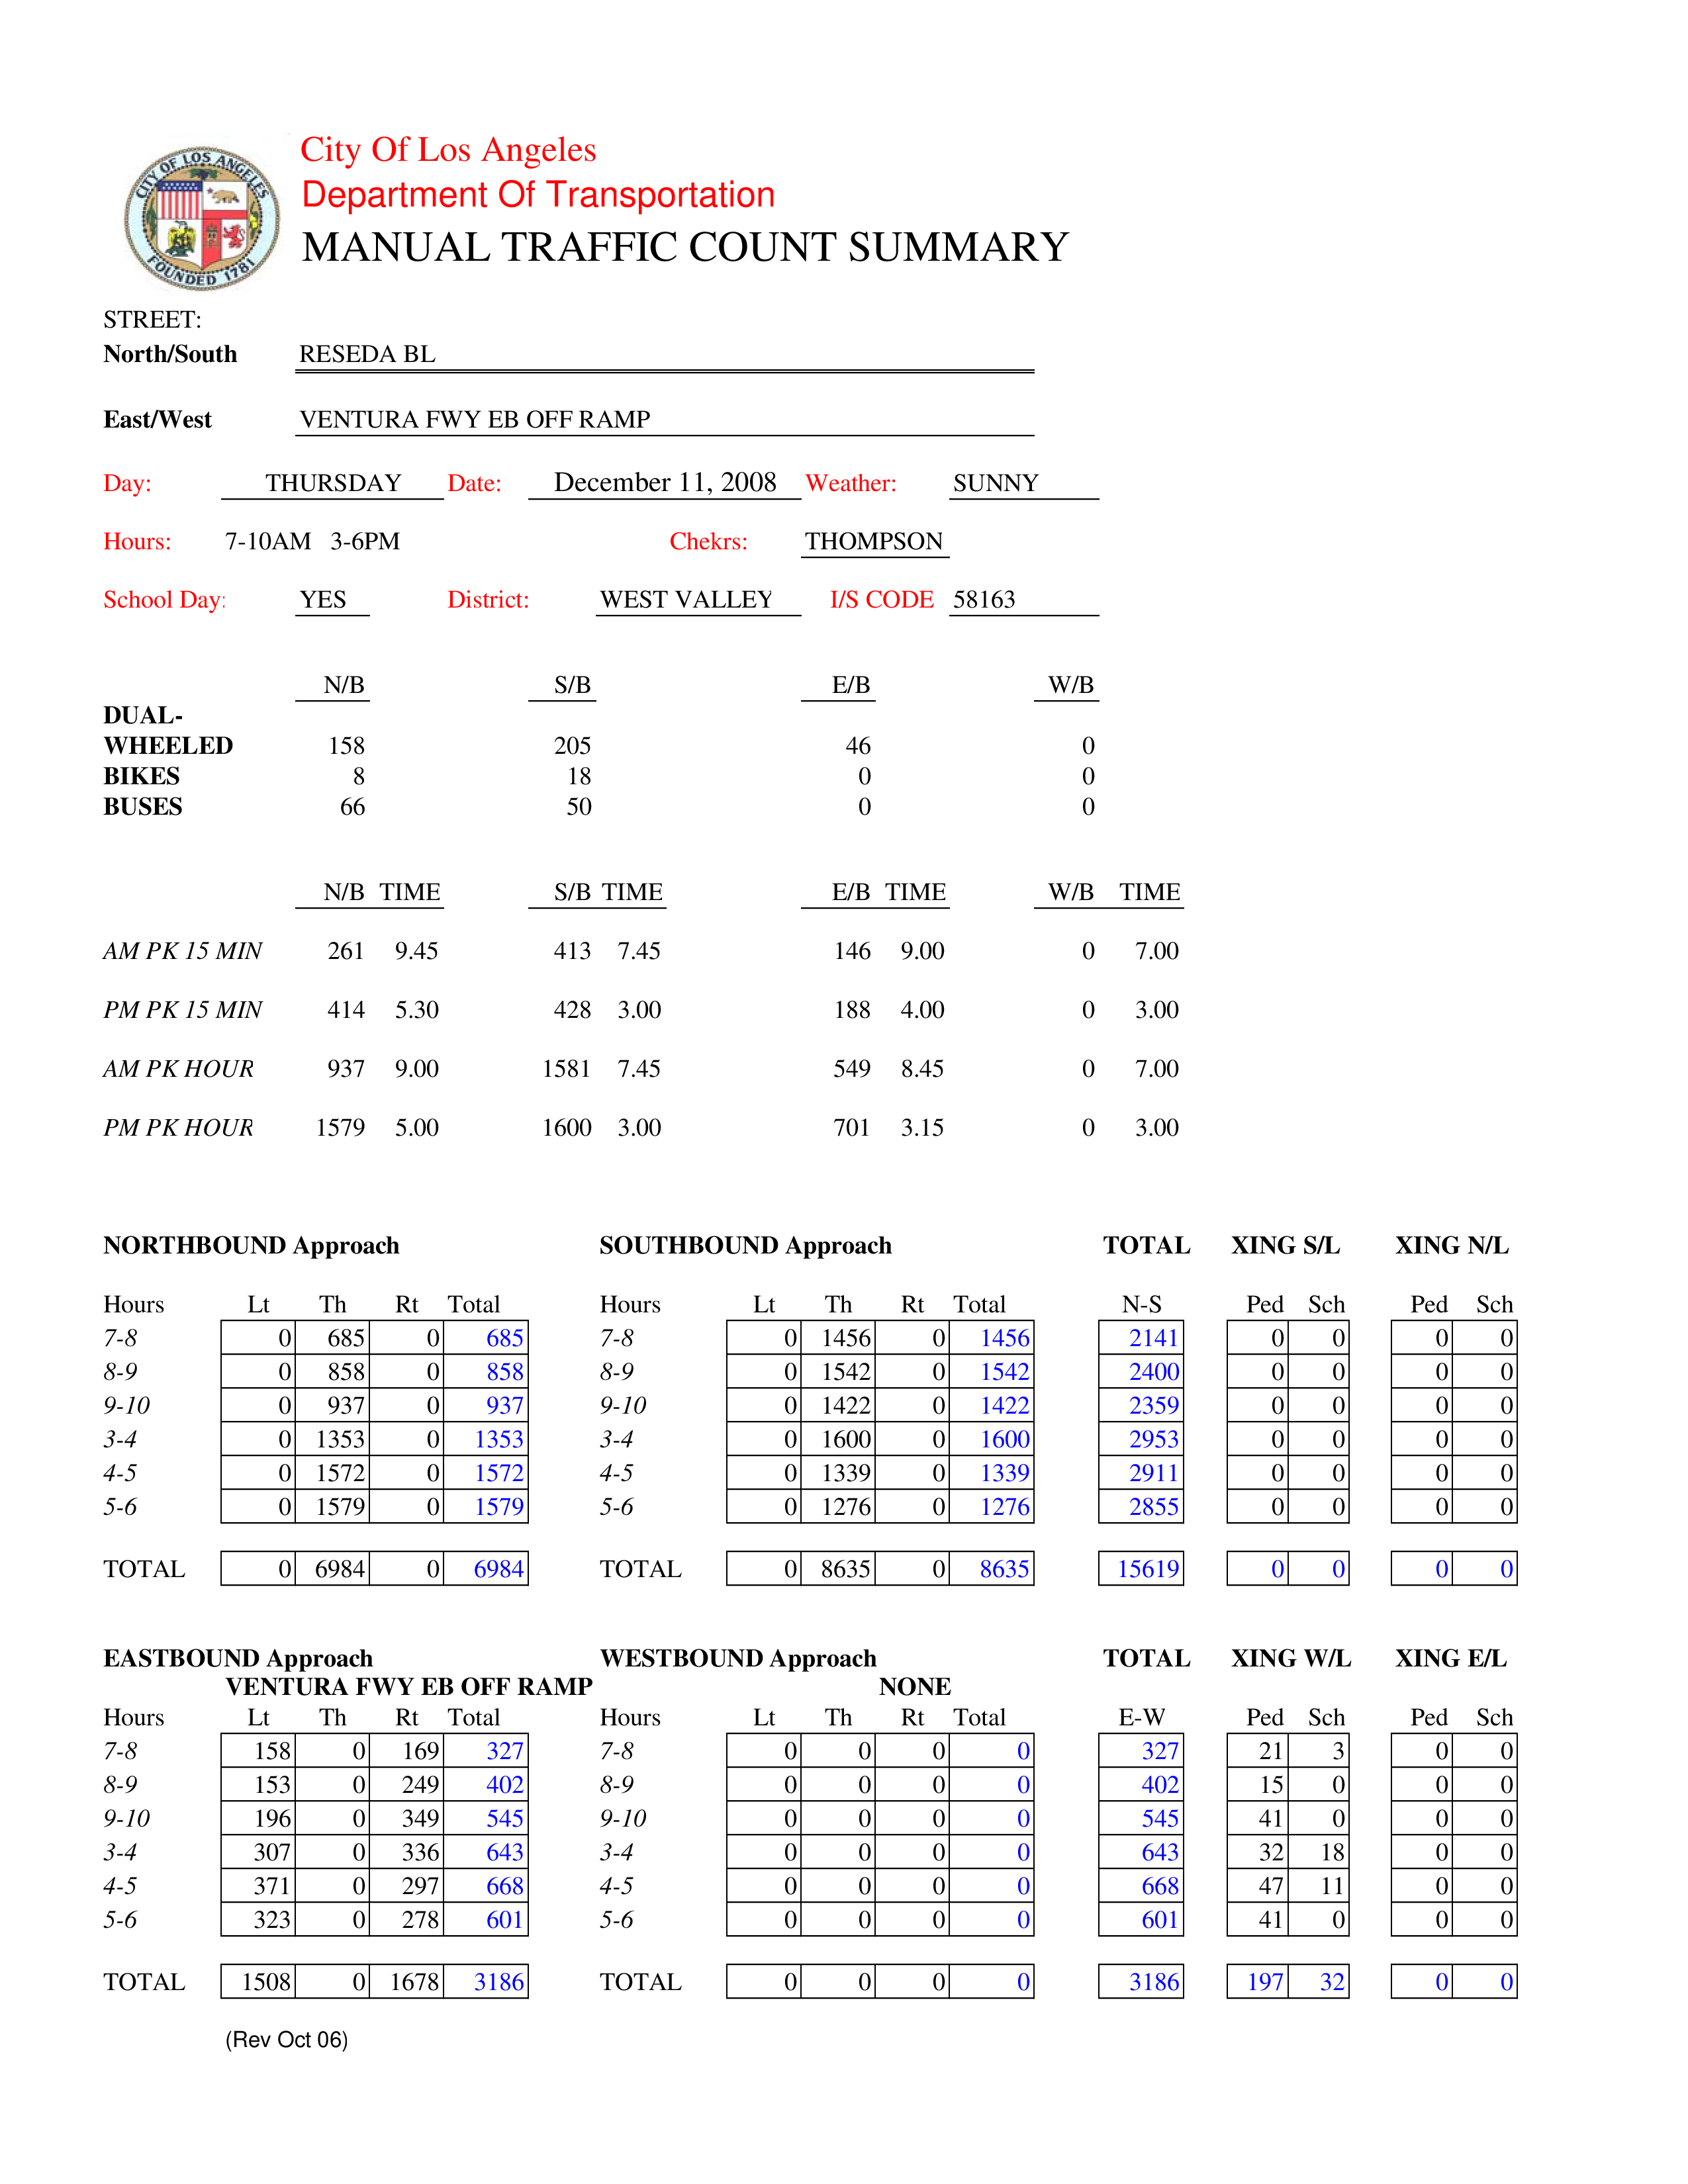 CITY OF LOS ANGELES
FOUNDED 1781
City Of Los Angeles
Department Of Transportation
MANUAL TRAFFIC COUNT SUMMARY
STREET:
North/South RESEDA BL
East/West VENTURA FWY EB OFF RAMP
Day: THURSDAY Date: December 11, 2008 Weather: SUNNY
Hours: 7-10AM 3-6PM Chekrs: THOMPSON
School Day: YES District: WEST VALLEY I/S CODE 58163
N/B S/B E/B W/B
DUAL-
WHEELED 158 205 46 0
BIKES 8 18 0 0
BUSES 66 50 0 0
N/B TIME S/B TIME E/B TIME W/B TIME
AM PK 15 MIN 261 9.45 413 7.45 146 9.00 0 7.00
PM PK 15 MIN 414 5.30 428 3.00 188 4.00 0 3.00
AM PK HOUR 937 9.00 1581 7.45 549 8.45 0 7.00
PM PK HOUR 1579 5.00 1600 3.00 701 3.15 0 3.00
NORTHBOUND Approach SOUTHBOUND Approach TOTAL XING S/L XING N/L
Hours Lt Th Rt Total Hours Lt Th Rt Total N-S Ped Sch Ped Sch
7-8 0 685 0 685 7-8 0 1456 0 1456 2141 0 0 0 0
8-9 0 858 0 858 8-9 0 1542 0 1542 2400 0 0 0 0
9-10 0 937 0 937 9-10 0 1422 0 1422 2359 0 0 0 0
3-4 0 1353 0 1353 3-4 0 1600 0 1600 2953 0 0 0 0
4-5 0 1572 0 1572 4-5 0 1339 0 1339 2911 0 0 0 0
5-6 0 1579 0 1579 5-6 0 1276 0 1276 2855 0 0 0 0
TOTAL 0 6984 0 6984 TOTAL 0 8635 0 8635 15619 0 0 0 0
EASTBOUND Approach WESTBOUND Approach TOTAL XING W/L XING E/L
VENTURA FWY EB OFF RAMP NONE
Hours Lt Th Rt Total Hours Lt Th Rt Total E-W Ped Sch Ped Sch
7-8 158 0 169 327 7-8 0 0 0 0 327 21 3 0 0
8-9 153 0 249 402 8-9 0 0 0 0 402 15 0 0 0
9-10 196 0 349 545 9-10 0 0 0 0 545 41 0 0 0
3-4 307 0 336 643 3-4 0 0 0 0 643 32 18 0 0
4-5 371 0 297 668 4-5 0 0 0 0 668 47 11 0 0
5-6 323 0 278 601 5-6 0 0 0 0 601 41 0 0 0
TOTAL 1508 0 1678 3186 TOTAL 0 0 0 0 3186 197 32 0 0
(Rev Oct 06)